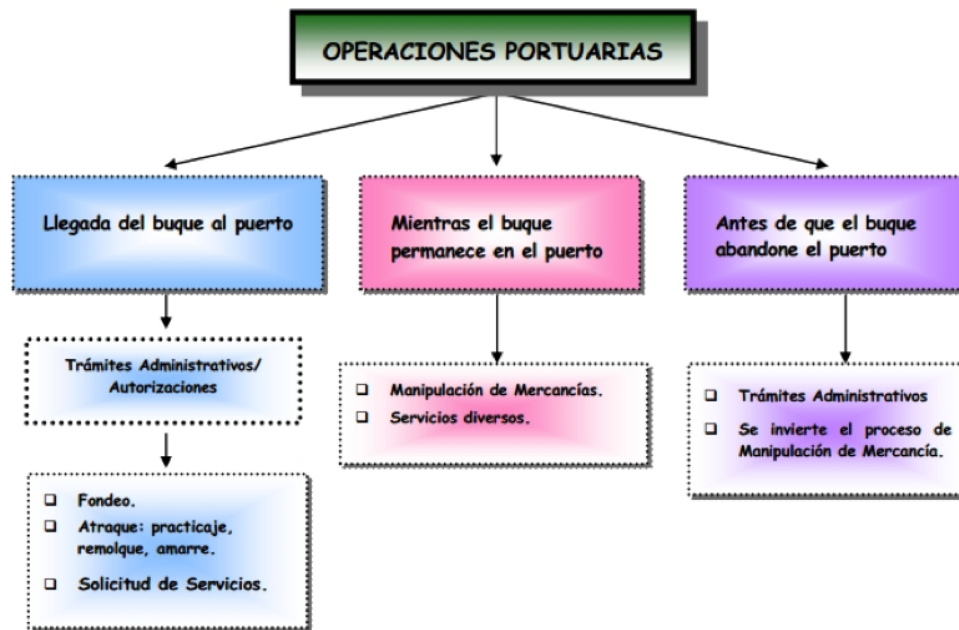 OPERACIONES PORTUARIAS
Llegada del buque al puerto
Mientras el buque
permanece en el puerto
Antes de que el buque
abandone el puerto
Trámites Administrativos/
Autorizaciones
Manipulación de Mercancías.
Servicios diversos.
Trámites Administrativos
Se invierte el proceso de
Manipulación de Mercancía.
Fondeo.
Atraque: practicaje,
remolque, amarre.
Solicitud de Servicios.